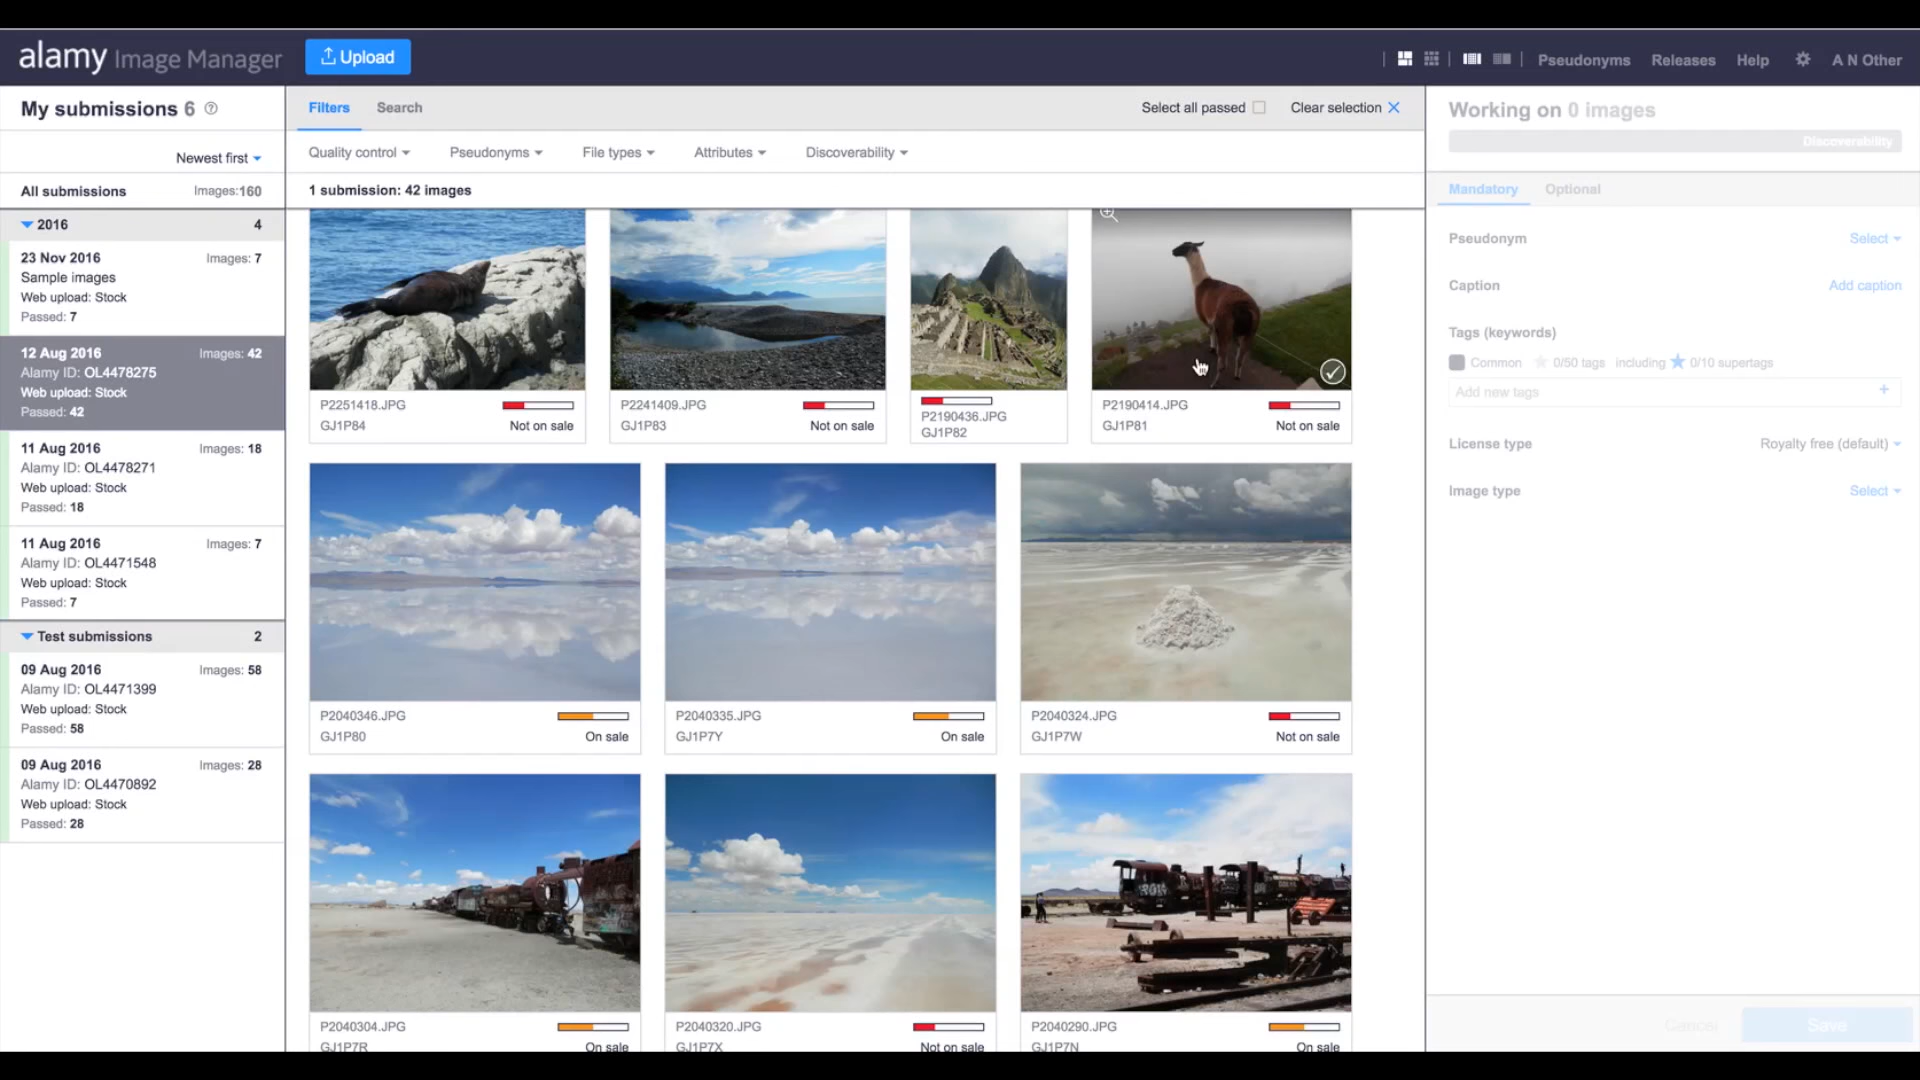 alamy Image Manager
Upload
Pseudonyms
Releases
Help
A N Other
My submissions 6
Newest first
All submissions Images:160
2016 4
23 Nov 2016 Images: 7
Sample images
Web upload: Stock
Passed: 7
12 Aug 2016 Images: 42
Alamy ID: OL4478275
Web upload: Stock
Passed: 42
11 Aug 2016 Images: 18
Alamy ID: OL4478271
Web upload: Stock
Passed: 18
11 Aug 2016 Images: 7
Alamy ID: OL4471548
Web upload: Stock
Passed: 7
Test submissions 2
09 Aug 2016 Images: 58
Alamy ID: OL4471399
Web upload: Stock
Passed: 58
09 Aug 2016 Images: 28
Alamy ID: OL4470892
Web upload: Stock
Passed: 28
Filters Search Select all passed Clear selection
Quality control Pseudonyms File types Attributes Discoverability
1 submission: 42 images
P2251418.JPG
GJ1P84 Not on sale
P2241409.JPG
GJ1P83 Not on sale
P2190436.JPG
GJ1P82
P2190414.JPG
GJ1P81 Not on sale
P2040346.JPG
GJ1P80 On sale
P2040335.JPG
GJ1P7Y On sale
P2040324.JPG
GJ1P7W Not on sale
P2040304.JPG
GJ1P7R On sale
P2040320.JPG
GJ1P7X Not on sale
P2040290.JPG
GJ1P7N On sale
Working on 0 images
Discoverability
Mandatory Optional
Pseudonym Select
Caption Add caption
Tags (keywords)
Common 0/50 tags including 0/10 supertags
Add new tags +
License type Royalty free (default)
Image type Select
Cancel Save